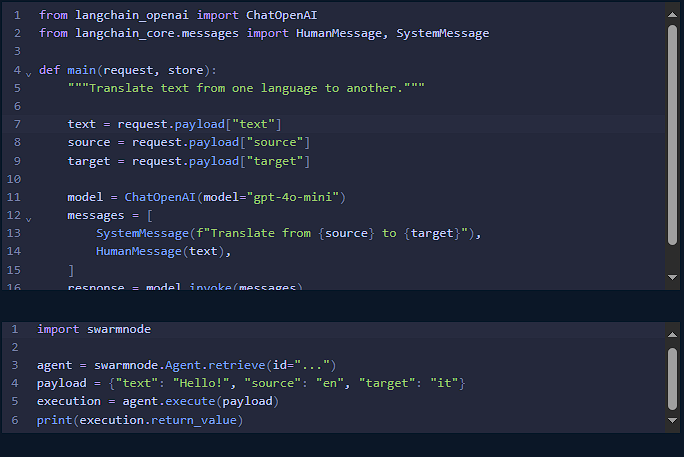 1 from langchain_openai import ChatOpenAI
2 from langchain_core.messages import HumanMessage, SystemMessage
3
4 def main(request, store):
5     """Translate text from one language to another."""
6
7     text = request.payload["text"]
8     source = request.payload["source"]
9     target = request.payload["target"]
10
11     model = ChatOpenAI(model="gpt-4o-mini")
12     messages = [
13         SystemMessage(f"Translate from {source} to {target}"),
14         HumanMessage(text),
15     ]
16     response = model.invoke(messages)
1 import swarmnode
2
3 agent = swarmnode.Agent.retrieve(id="...")
4 payload = {"text": "Hello!", "source": "en", "target": "it"}
5 execution = agent.execute(payload)
6 print(execution.return_value)